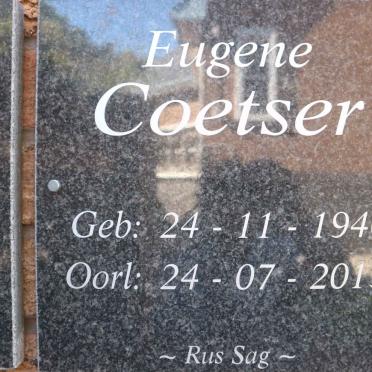 Eugene
Coetser
Geb: 24 - 11 - 194
Oorl: 24 - 07 - 201
~ Rus Sag ~